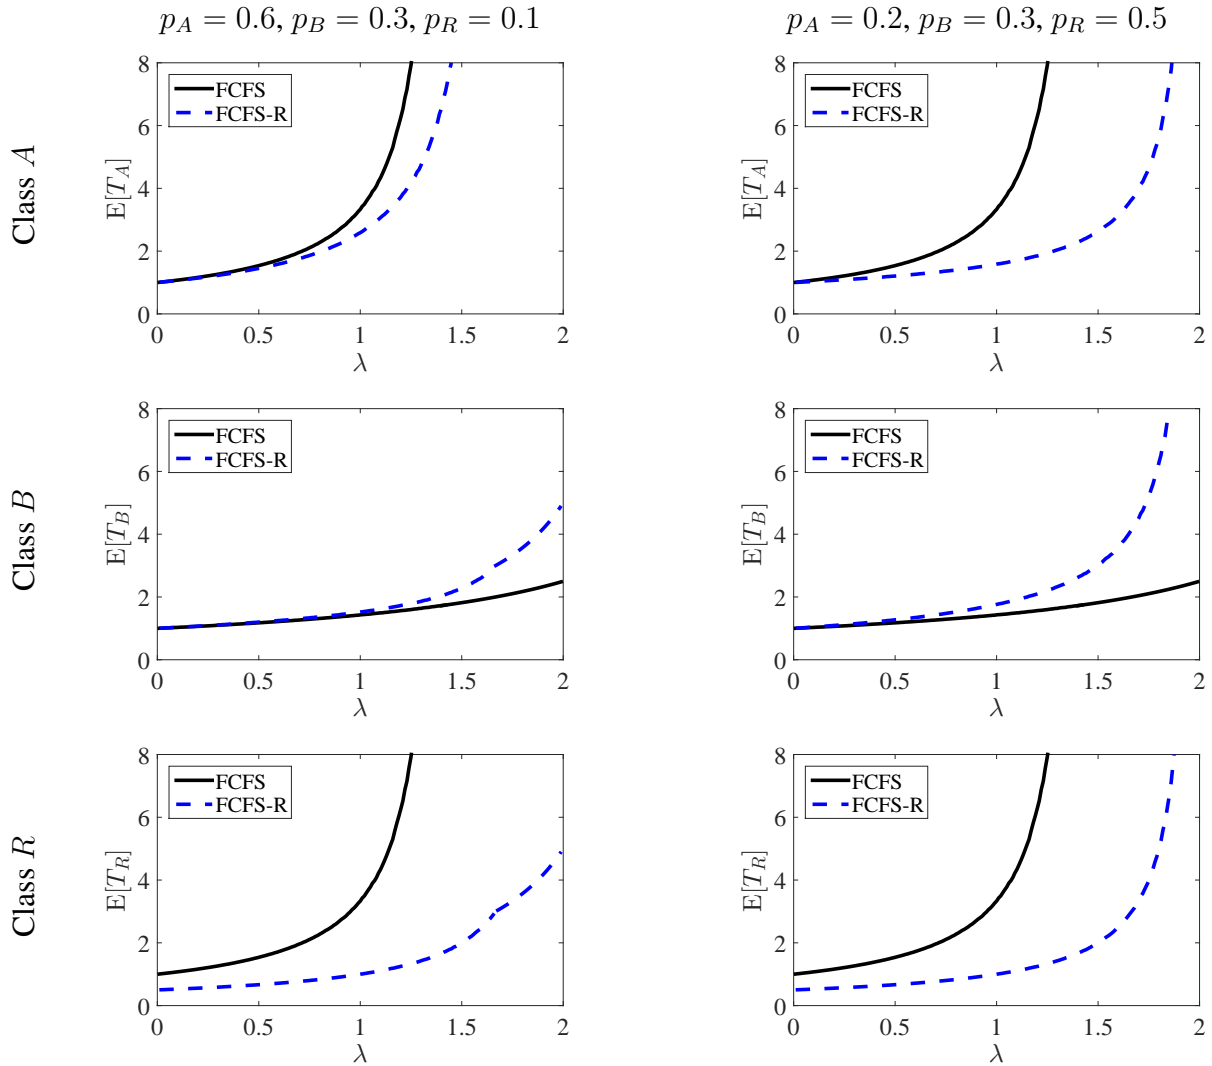 p_A = 0.6, p_B = 0.3, p_R = 0.1
p_A = 0.2, p_B = 0.3, p_R = 0.5
Class A
E[T_A]
8
6
4
2
0
FCFS
FCFS-R
0 0.5 1 1.5 2
λ
E[T_A]
8
6
4
2
0
FCFS
FCFS-R
0 0.5 1 1.5 2
λ
Class B
E[T_B]
8
6
4
2
0
FCFS
FCFS-R
0 0.5 1 1.5 2
λ
E[T_B]
8
6
4
2
0
FCFS
FCFS-R
0 0.5 1 1.5 2
λ
Class R
E[T_R]
8
6
4
2
0
FCFS
FCFS-R
0 0.5 1 1.5 2
λ
E[T_R]
8
6
4
2
0
FCFS
FCFS-R
0 0.5 1 1.5 2
λ